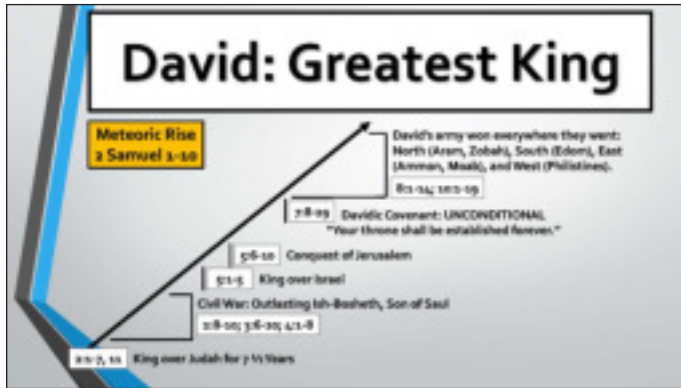 David: Greatest King
Meteoric Rise
2 Samuel 1-10
David's army won everywhere they went:
North (Aram, Zobah), South (Edom), East
(Ammon, Moab), and West (Philistines).
8:1-14; 10:1-19
7:8-29 Davidic Covenant: UNCONDITIONAL
"Your throne shall be established forever."
5:6-10 Conquest of Jerusalem
5:1-5 King over Israel
Civil War: Outlasting Ish-Bosheth, Son of Saul
2:8-10; 3:6-10; 4:1-8
2:1-7, 11 King over Judah for 7 ½ Years